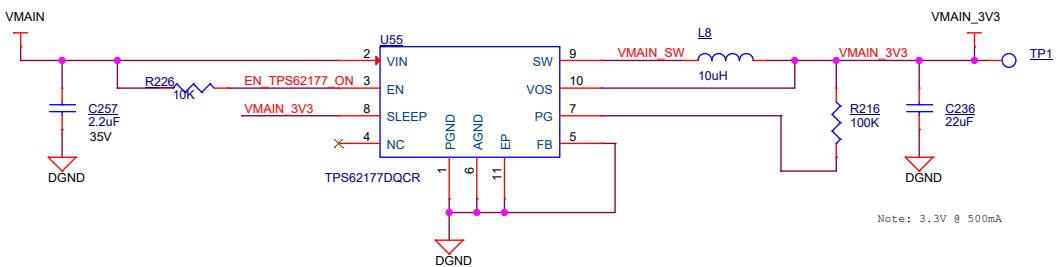 VMAIN
VMAIN_3V3
U55
L8
2
VIN
SW
9
VMAIN_SW
VMAIN_3V3
TP1
R226
10K
EN_TPS62177_ON
3
EN
VOS
10
10uH
C257
2.2uF
35V
VMAIN_3V3
8
SLEEP
PG
7
R216
100K
C236
22uF
4
NC
PGND
AGND
EP
FB
5
DGND
TPS62177DQCR
1
6
11
DGND
Note: 3.3V @ 500mA
DGND